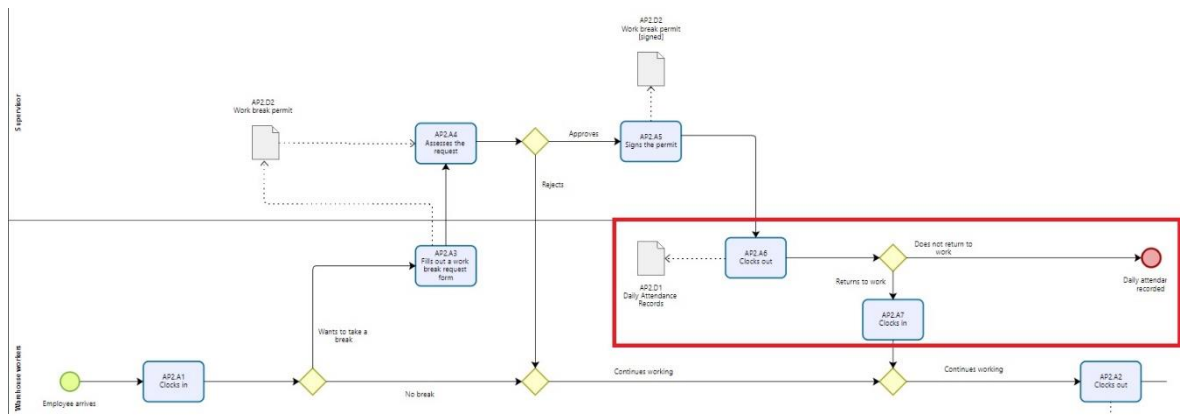 AP2.D2
Work break permit
[signed]
AP2.D2
Work break permit
Supervisor
AP2.A4
Assesses the
request
Approves
AP2.A5
Signs the permit
Rejects
AP2.A3
Fills out a work
break request
form
AP2.D1
Daily Attendance
Records
AP2.A6
Clocks out
Does not return to
work
Returns to work
Daily attendar
recorded
AP2.A7
Clocks in
Wants to take a
break
Warehouse workers
Employee arrives
AP2.A1
Clocks in
No break
Continues working
Continues working
AP2.A2
Clocks out